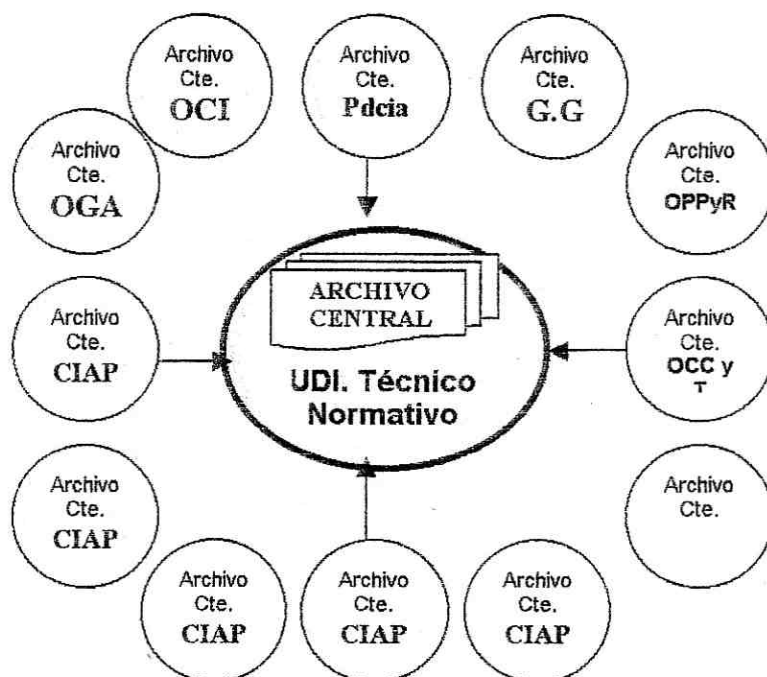 Archivo
Cte.
OCI
Archivo
Cte.
Pdcia
Archivo
Cte.
G.G
Archivo
Cte.
OGA
Archivo
Cte.
OPPyR
ARCHIVO
CENTRAL
UDI. Técnico
Normativo
Archivo
Cte.
CIAP
Archivo
Cte.
OCC y
T
Archivo
Cte.
CIAP
Archivo
Cte.
Archivo
Cte.
CIAP
Archivo
Cte.
CIAP
Archivo
Cte.
CIAP